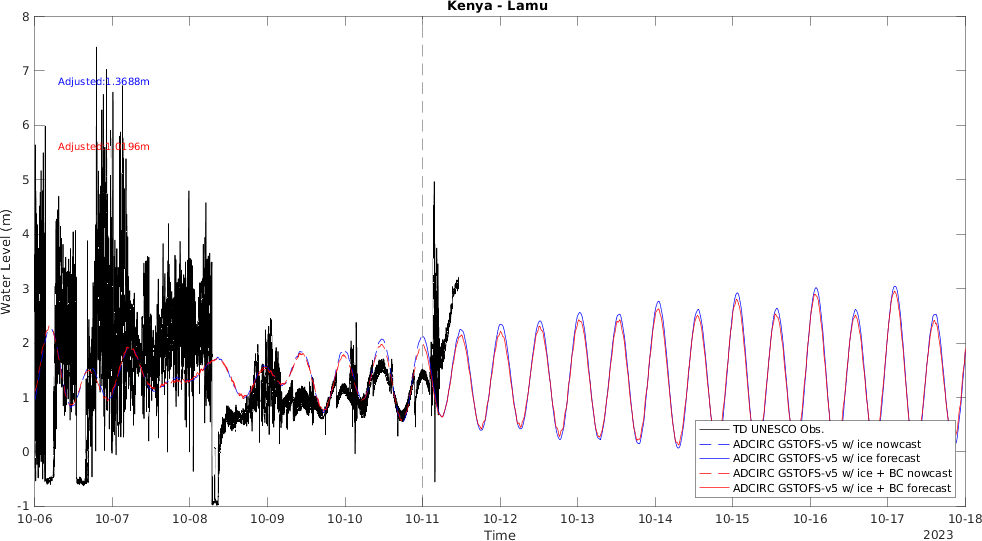 Kenya - Lamu
8
7
6
5
4
3
2
1
0
-1
Water Level (m)
Adjusted:1.3688m
Adjusted:1.0196m
TD UNESCO Obs.
ADCIRC GSTOFS-v5 w/ ice nowcast
ADCIRC GSTOFS-v5 w/ ice forecast
ADCIRC GSTOFS-v5 w/ ice + BC nowcast
ADCIRC GSTOFS-v5 w/ ice + BC forecast
10-06 10-07 10-08 10-09 10-10 10-11 10-12 10-13 10-14 10-15 10-16 10-17 10-18
Time
2023